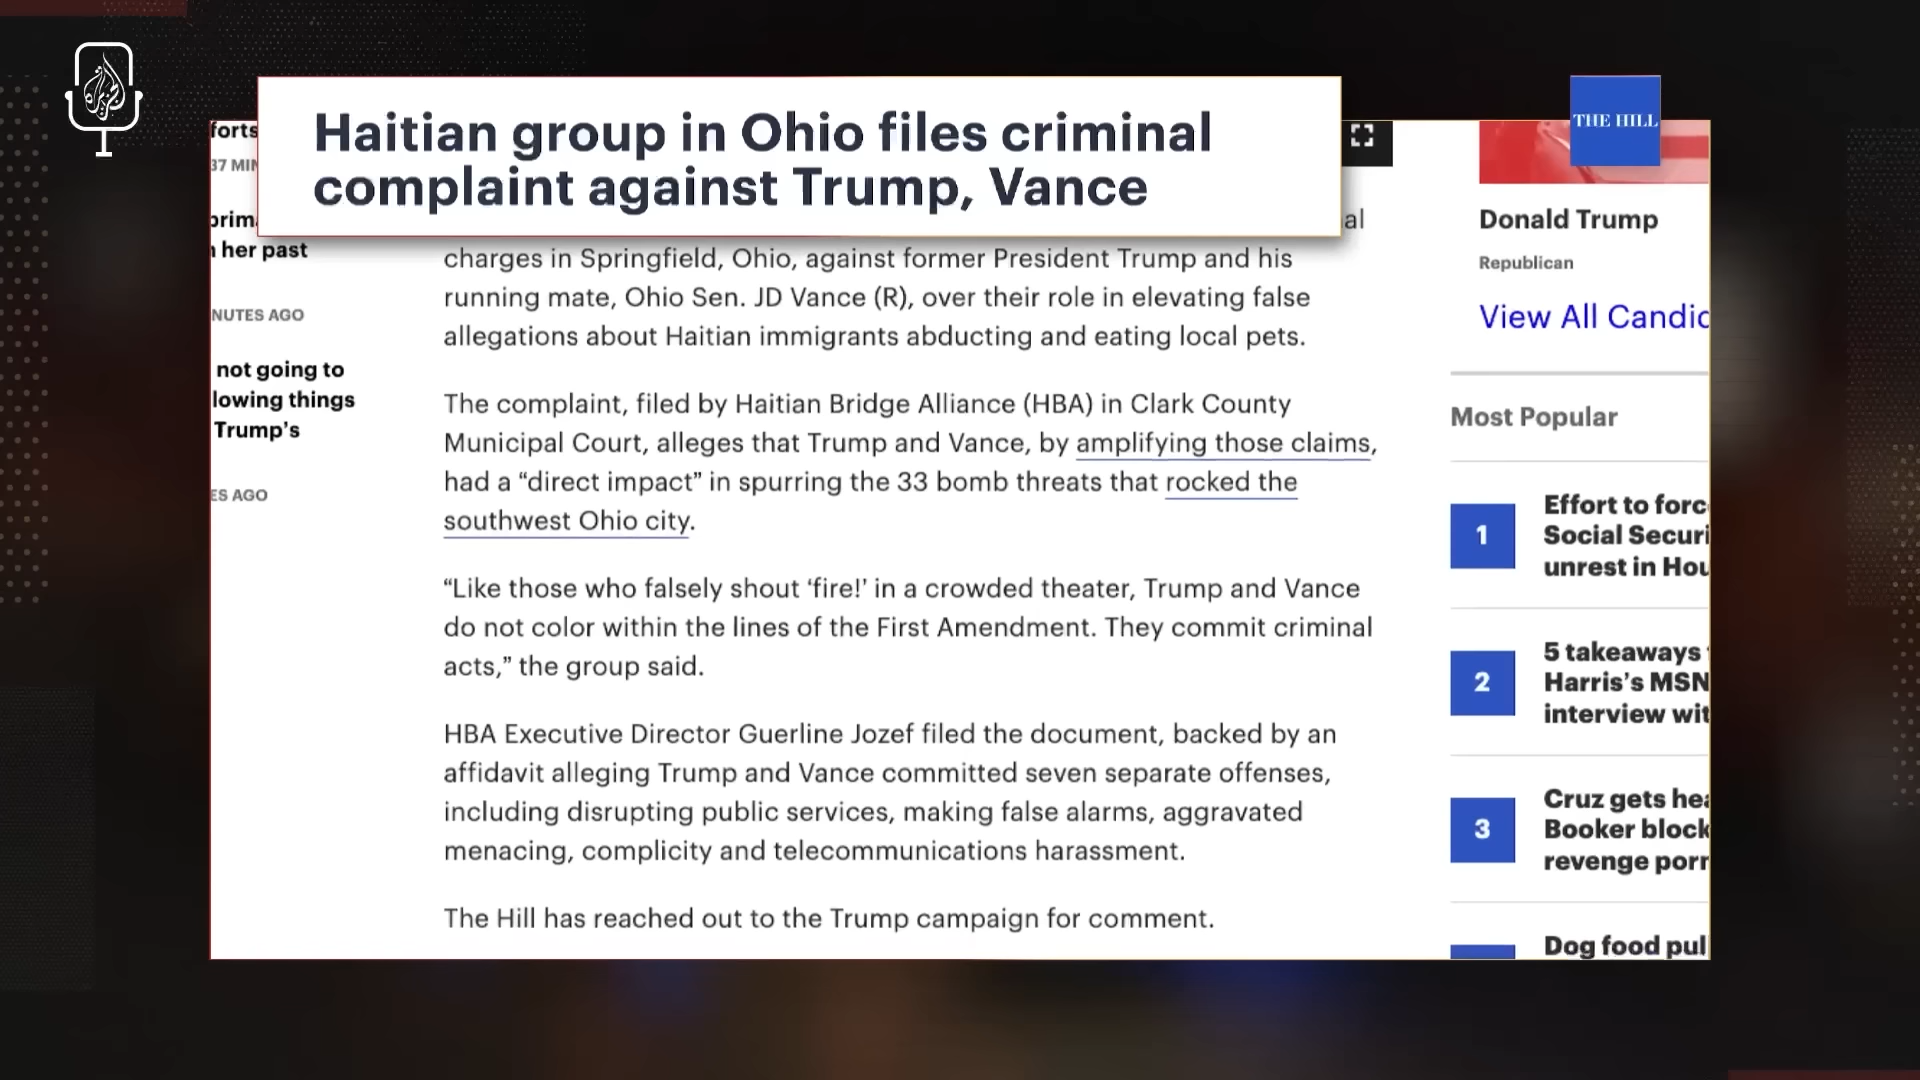 Haitian group in Ohio files criminal
complaint against Trump, Vance
THE HILL
forts
37 MIN
her past
NUTES AGO
not going to
lowing things
Trump's
ES AGO
al
charges in Springfield, Ohio, against former President Trump and his
running mate, Ohio Sen. JD Vance (R), over their role in elevating false
allegations about Haitian immigrants abducting and eating local pets.
The complaint, filed by Haitian Bridge Alliance (HBA) in Clark County
Municipal Court, alleges that Trump and Vance, by amplifying those claims,
had a “direct impact” in spurring the 33 bomb threats that rocked the
southwest Ohio city.
“Like those who falsely shout ‘fire!’ in a crowded theater, Trump and Vance
do not color within the lines of the First Amendment. They commit criminal
acts,” the group said.
HBA Executive Director Guerline Jozef filed the document, backed by an
affidavit alleging Trump and Vance committed seven separate offenses,
including disrupting public services, making false alarms, aggravated
menacing, complicity and telecommunications harassment.
The Hill has reached out to the Trump campaign for comment.
Donald Trump
Republican
View All Candic
Most Popular
1
Effort to forc
Social Securi
unrest in Hou
2
5 takeaways
Harris’s MSN
interview wit
3
Cruz gets hea
Booker block
revenge porr
Dog food pul